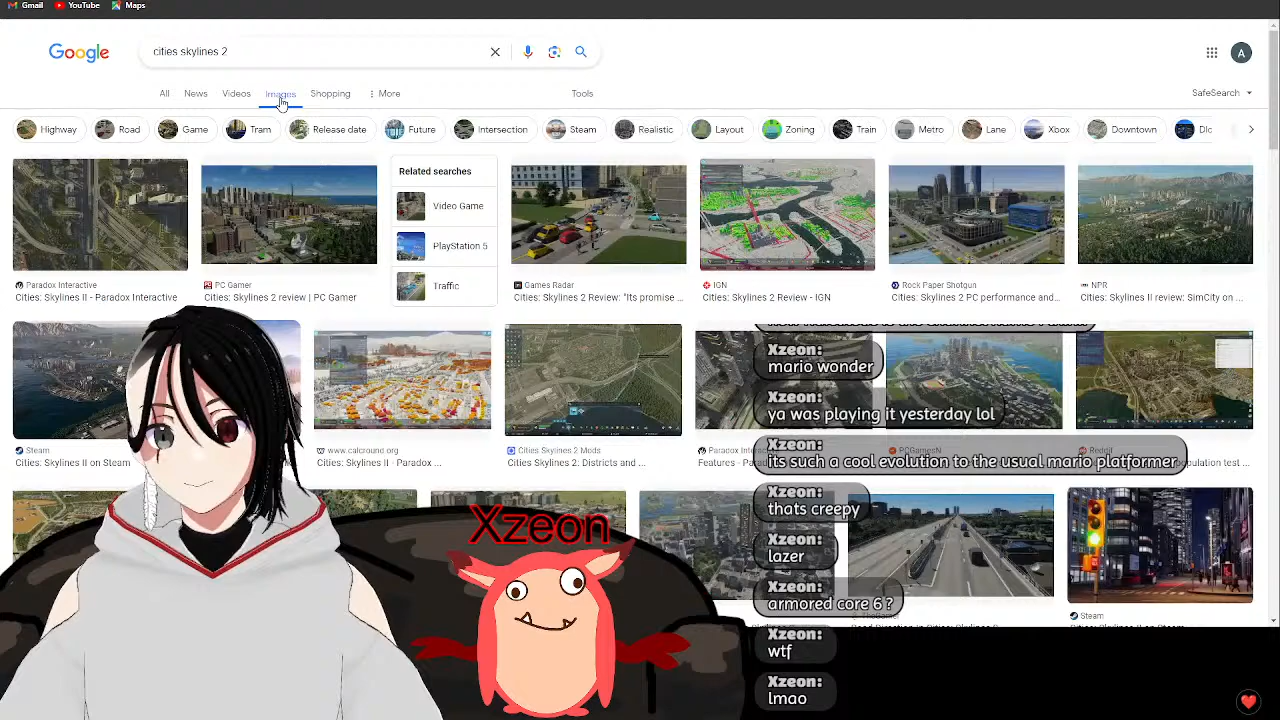 Gmail
YouTube
Maps
Google
cities skylines 2
A
All
News
Videos
Images
Shopping
More
Tools
SafeSearch
Highway
Road
Game
Tram
Release date
Future
Intersection
Steam
Realistic
Layout
Zoning
Train
Metro
Lane
Xbox
Downtown
Dlc
Related searches
Video Game
PlayStation 5
Traffic
Paradox Interactive
Cities: Skylines II - Paradox Interactive
PC Gamer
Cities: Skylines 2 review | PC Gamer
Games Radar
Cities: Skylines 2 Review: "Its promise ...
IGN
Cities: Skylines 2 Review - IGN
Rock Paper Shotgun
Cities: Skylines 2 PC performance and...
NPR
Cities: Skylines II review: SimCity on ...
Steam
Cities: Skylines II on Steam
www.calcround.org
Cities: Skylines II - Paradox ...
Cities Skylines 2 Mods
Cities Skylines 2: Districts and ...
PCGamesN
Reddit
Steam
Xzeon:
mario wonder
Xzeon:
ya was playing it yesterday lol
Xzeon:
its such a cool evolution to the usual mario platformer
Xzeon:
thats creepy
Xzeon:
lazer
Xzeon:
armored core 6 ?
Xzeon:
wtf
Xzeon:
lmao
Xzeon